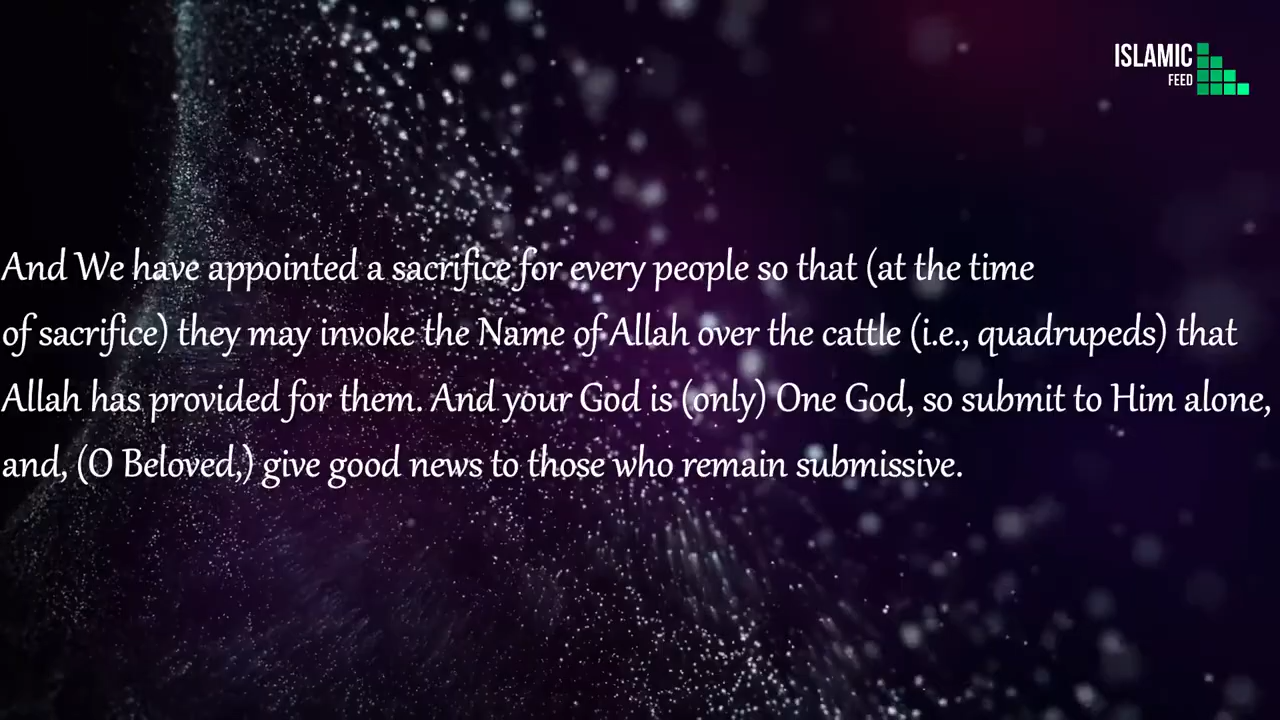 ISLAMIC
FEED
And We have appointed a sacrifice for every people so that (at the time
of sacrifice) they may invoke the Name of Allah over the cattle (i.e., quadrupeds) that
Allah has provided for them. And your God is (only) One God, so submit to Him alone,
and, (O Beloved,) give good news to those who remain submissive.